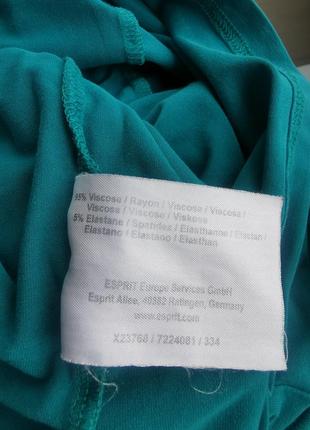 95% Viscose / Rayon / Viscose / Viscosa /
Viscosa / Viscose / Viskose
5% Elastane / Spandex / Elasthanne / Elastan /
Elastano / Elastano / Elasthan
ESPRIT Europe Services GmbH
Esprit Allee, 40882 Ratingen, Germany
www.esprit.com
X23768 / 7224081 / 334